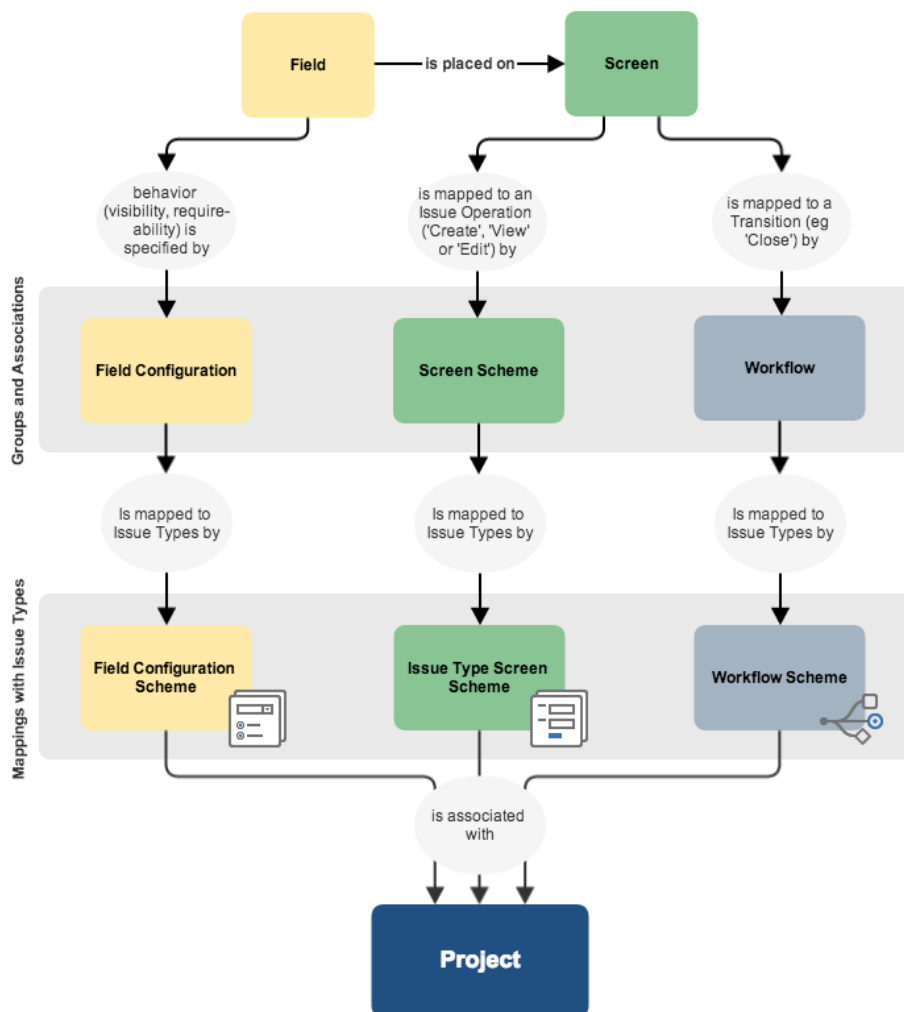 Field
is placed on
Screen
behavior
(visibility, require-
ability) is
specified by
is mapped to an
Issue Operation
('Create', 'View'
or 'Edit') by
is mapped to a
Transition (eg
'Close') by
Groups and Associations
Field Configuration
Screen Scheme
Workflow
Is mapped to
Issue Types by
Is mapped to
Issue Types by
Is mapped to
Issue Types by
Mappings with Issue Types
Field Configuration
Scheme
Issue Type Screen
Scheme
Workflow Scheme
is associated
with
Project